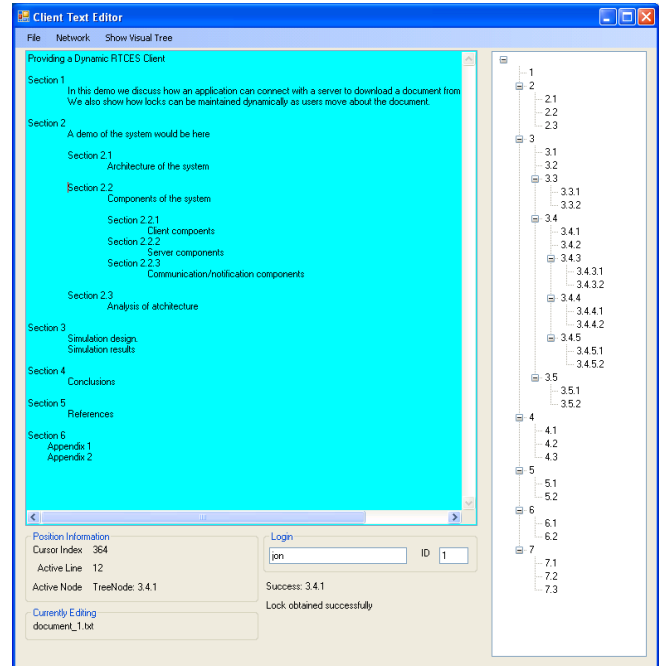 Client Text Editor
File Network Show Visual Tree
Providing a Dynamic RTCES Client
Section 1
In this demo we discuss how an application can connect with a server to download a document from
We also show how locks can be maintained dynamically as users move about the document.
Section 2
A demo of the system would be here
Section 2.1
Architecture of the system
Section 2.2
Components of the system
Section 2.2.1
Client compoents
Section 2.2.2
Server components
Section 2.2.3
Communication/notification components
Section 2.3
Analysis of atchitecture
Section 3
Simulation design.
Simulation results
Section 4
Conclusions
Section 5
References
Section 6
Appendix 1
Appendix 2
Position Information
Cursor Index 364
Active Line 12
Active Node TreeNode: 3.4.1
Currently Editing
document_1.txt
Login
jon ID 1
Success: 3.4.1
Lock obtained successfully
1
2
2.1
2.2
2.3
3
3.1
3.2
3.3
3.3.1
3.3.2
3.4
3.4.1
3.4.2
3.4.3
3.4.3.1
3.4.3.2
3.4.4
3.4.4.1
3.4.4.2
3.4.5
3.4.5.1
3.4.5.2
3.5
3.5.1
3.5.2
4
4.1
4.2
4.3
5
5.1
5.2
6
6.1
6.2
7
7.1
7.2
7.3